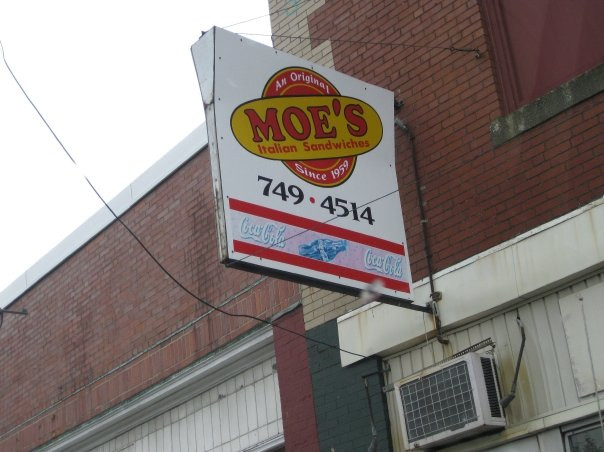 An Original
MOE'S
Italian Sandwiches
Since 1959
749 • 4514
Coca-Cola Coca-Cola